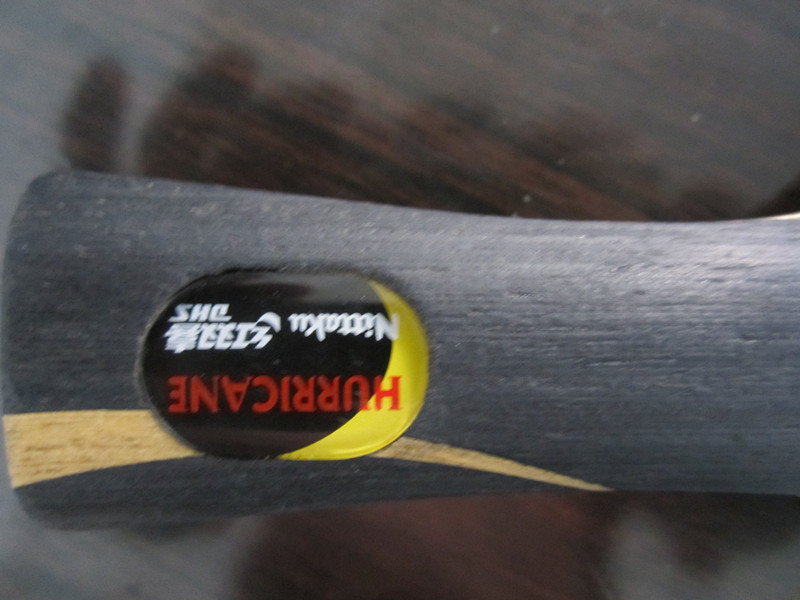 HURRICANE
Nittaku 红双喜
DHS